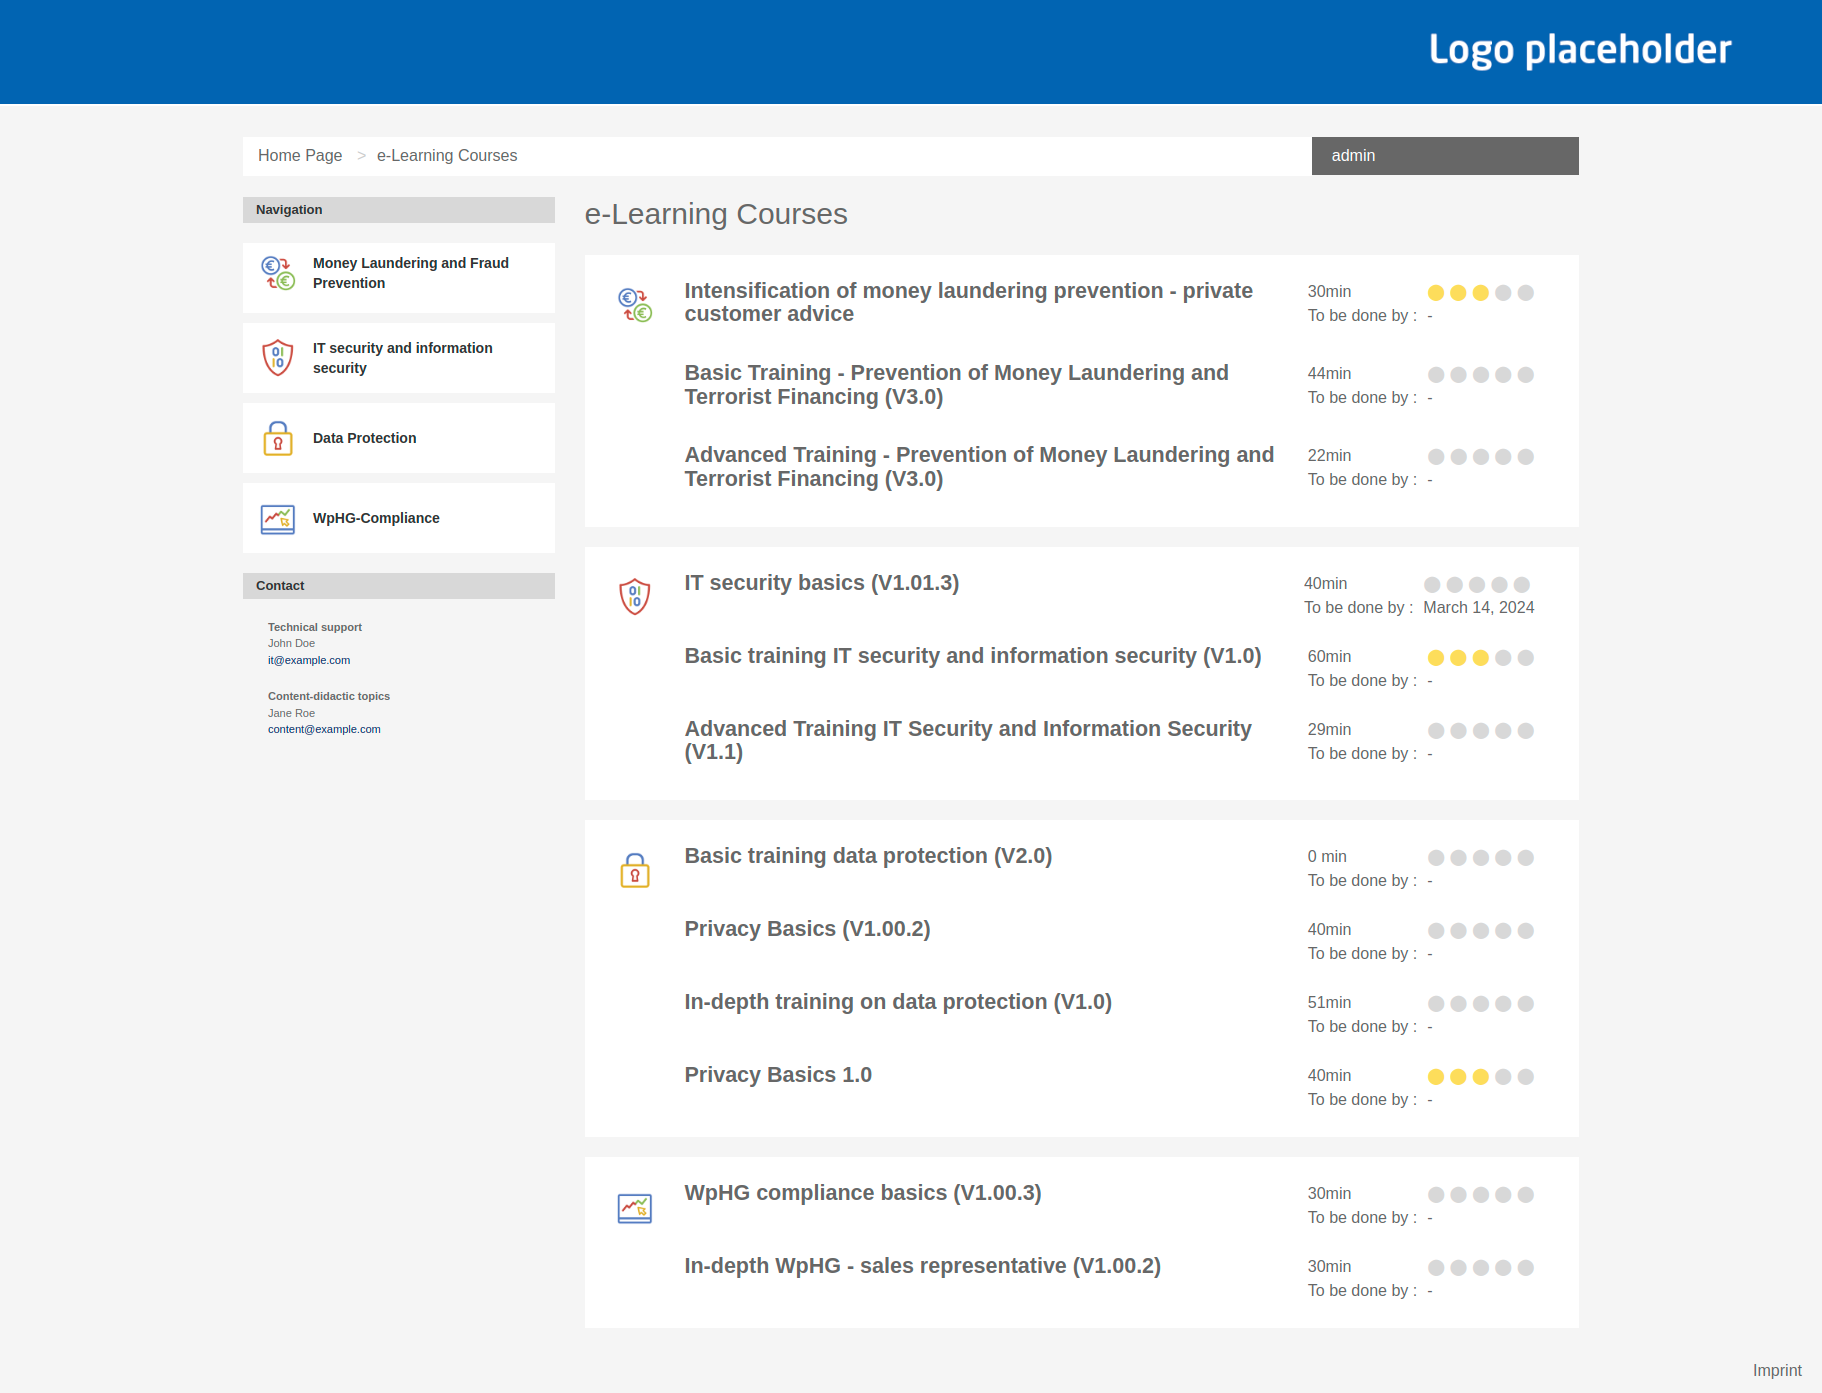 Logo placeholder
Home Page > e-Learning Courses
admin
Navigation
Money Laundering and Fraud
Prevention
IT security and information
security
Data Protection
WpHG-Compliance
Contact
Technical support
John Doe
it@example.com
Content-didactic topics
Jane Roe
content@example.com
e-Learning Courses
Intensification of money laundering prevention - private
customer advice
30min
To be done by : -
Basic Training - Prevention of Money Laundering and
Terrorist Financing (V3.0)
44min
To be done by : -
Advanced Training - Prevention of Money Laundering and
Terrorist Financing (V3.0)
22min
To be done by : -
IT security basics (V1.01.3)
40min
To be done by : March 14, 2024
Basic training IT security and information security (V1.0)
60min
To be done by : -
Advanced Training IT Security and Information Security
(V1.1)
29min
To be done by : -
Basic training data protection (V2.0)
0 min
To be done by : -
Privacy Basics (V1.00.2)
40min
To be done by : -
In-depth training on data protection (V1.0)
51min
To be done by : -
Privacy Basics 1.0
40min
To be done by : -
WpHG compliance basics (V1.00.3)
30min
To be done by : -
In-depth WpHG - sales representative (V1.00.2)
30min
To be done by : -
Imprint